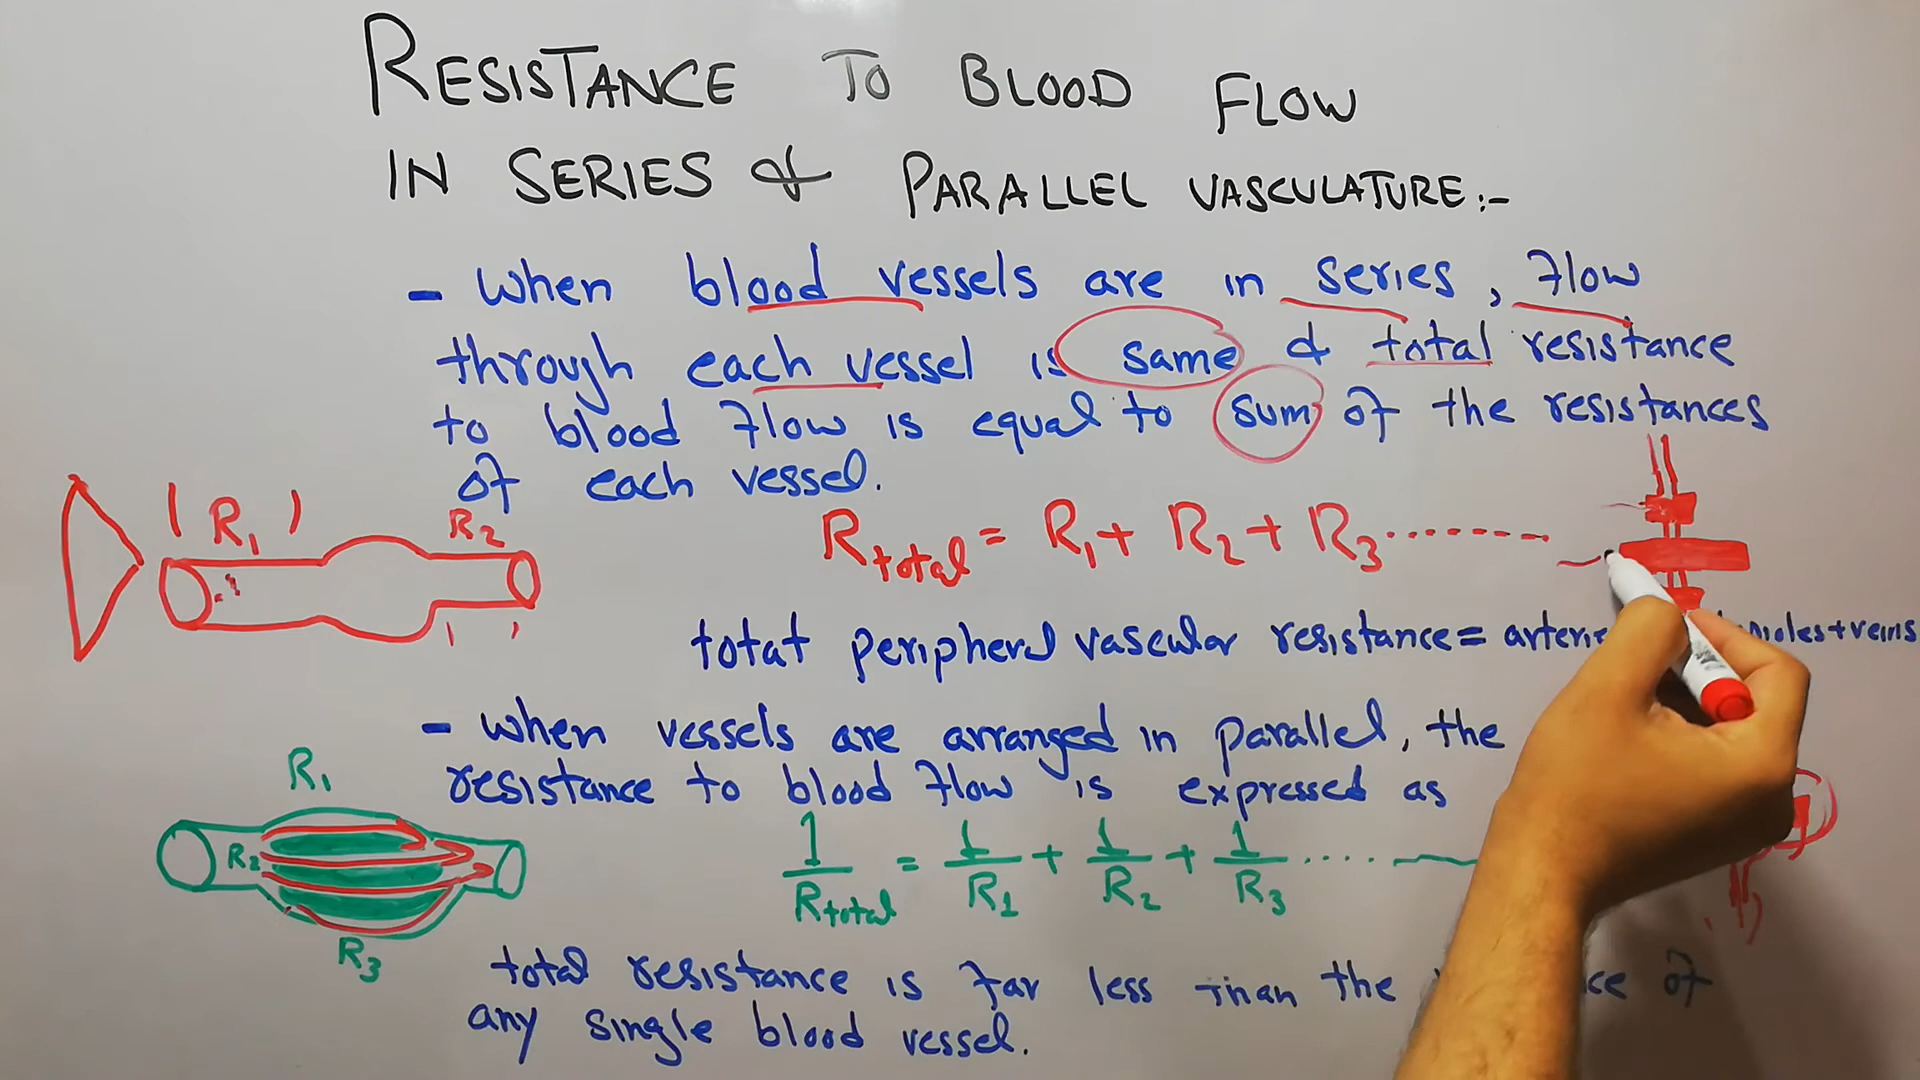 RESISTANCE TO BLOOD FLOW
IN SERIES & PARALLEL VASCULATURE:-
- When blood vessels are in series, flow
through each vessel is same & total resistance
to blood flow is equal to sum of the resistances
of each vessel.
R1 R2
Rtotal = R1 + R2 + R3 ........
total peripheral vascular resistance = + veins
- When vessels are arranged in parallel, the
resistance to blood flow is expressed as
R1
R2
R3
1/Rtotal = 1/R1 + 1/R2 + 1/R3 ....
total resistance is far less than the of
any single blood vessel.